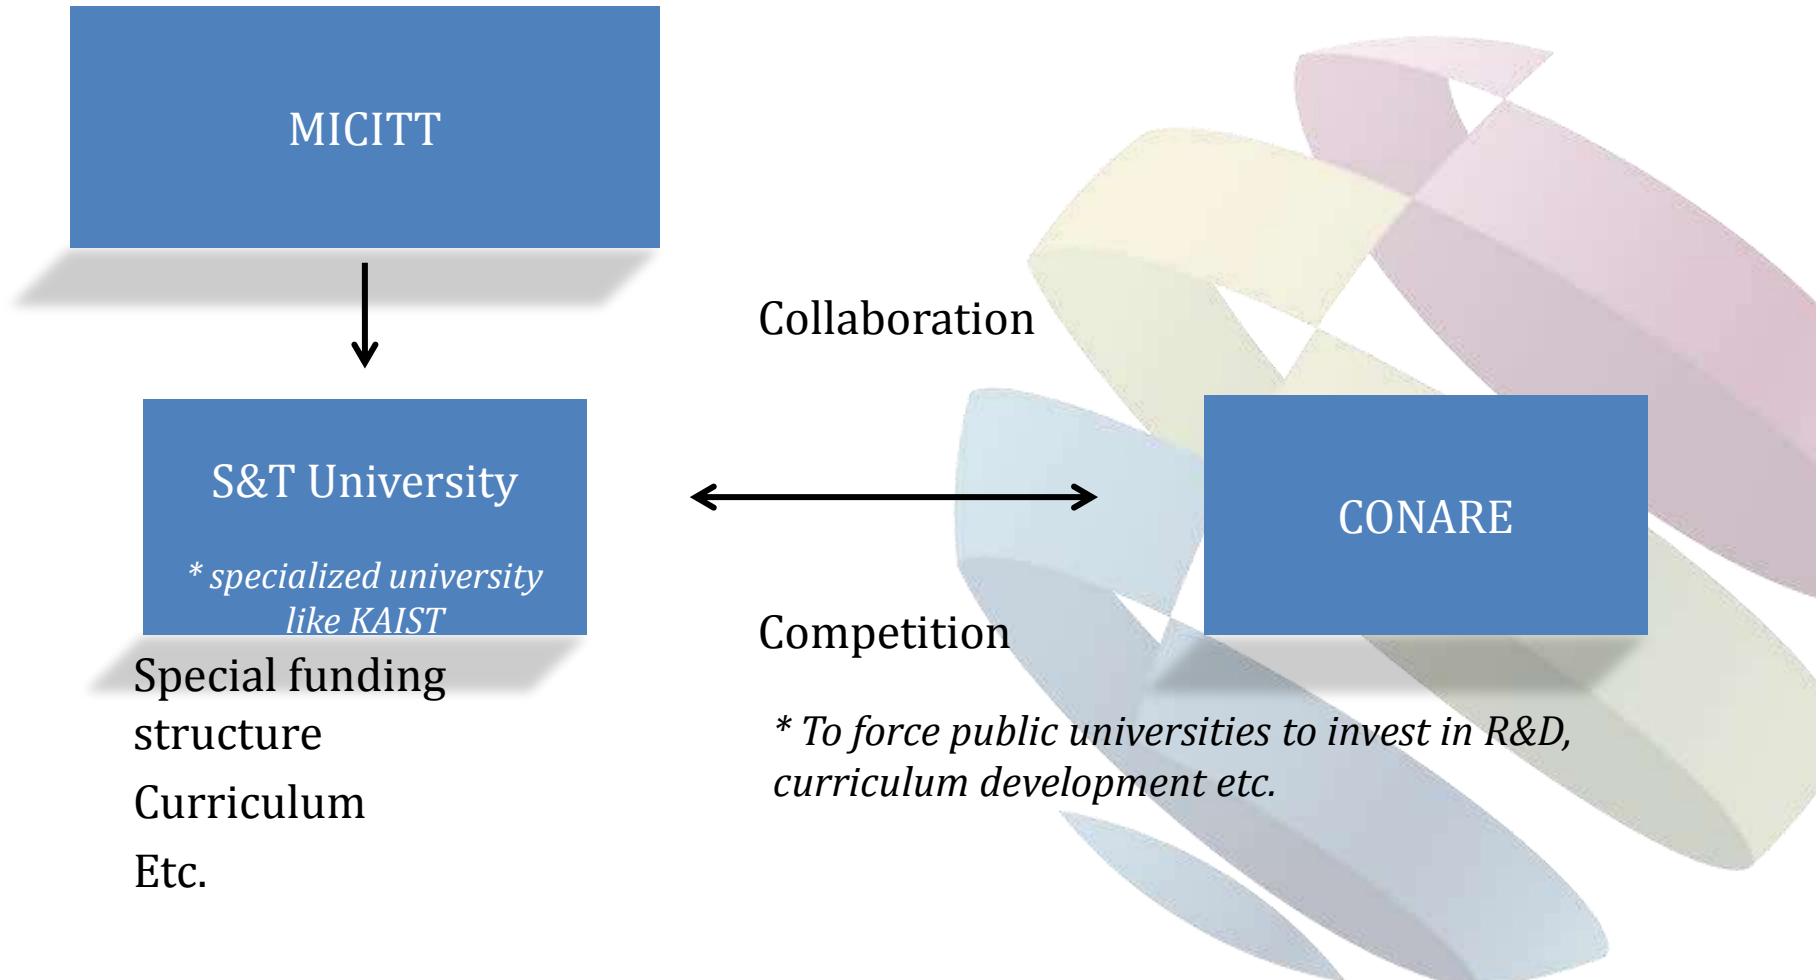 MICITT
Collaboration
S&T University
* specialized university
like KAIST
CONARE
Special funding
structure
Curriculum
Etc.
Competition
* To force public universities to invest in R&D,
curriculum development etc.